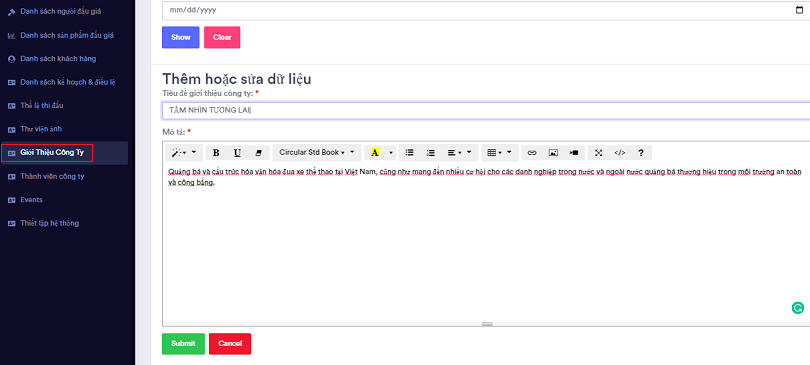 Danh sách người đấu giá
Danh sách sản phẩm đấu giá
Danh sách khách hàng
Danh sách kế hoạch & điều lệ
Thể lệ thi đấu
Thư viện ảnh
Giới Thiệu Công Ty
Thành viên công ty
Events
Thiết lập hệ thống
mm/dd/yyyy
Show Clear
Thêm hoặc sửa dữ liệu
Tiêu đề giới thiệu công ty: *
TẦM NHÌN TƯƠNG LAI
Mô tả: *
B U Circular Std Book A </> ?
Quảng bá và cấu trúc hóa văn hóa đua xe thể thao tại Việt Nam, cũng như mang đến nhiều cơ hội cho các danh nghiệp trong nước và ngoài nước quảng bá thương hiệu trong môi trường an toàn
và công bằng.
Submit Cancel